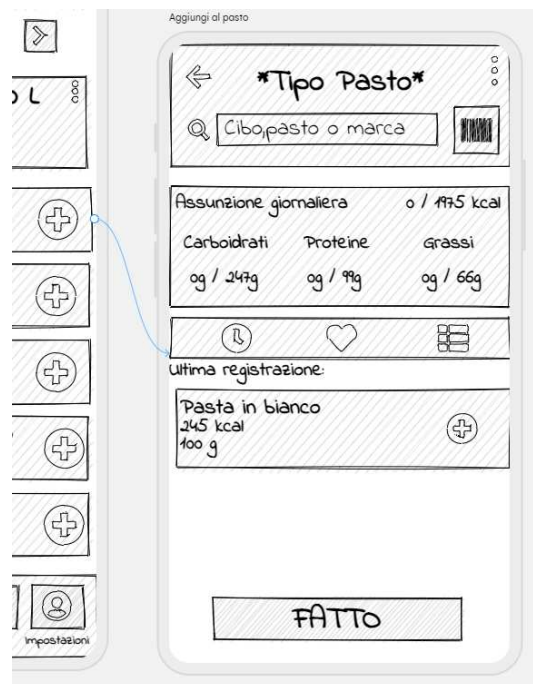 Aggiungi al pasto
L
*Tipo Pasto*
Cibo,pasto o marca
Assunzione giornaliera 0 / 1975 kcal
Carboidrati Proteine Grassi
0g / 247g 0g / 99g 0g / 66g
Ultima registrazione:
Pasta in bianco
245 kcal
100 g
FATTO
Impostazioni